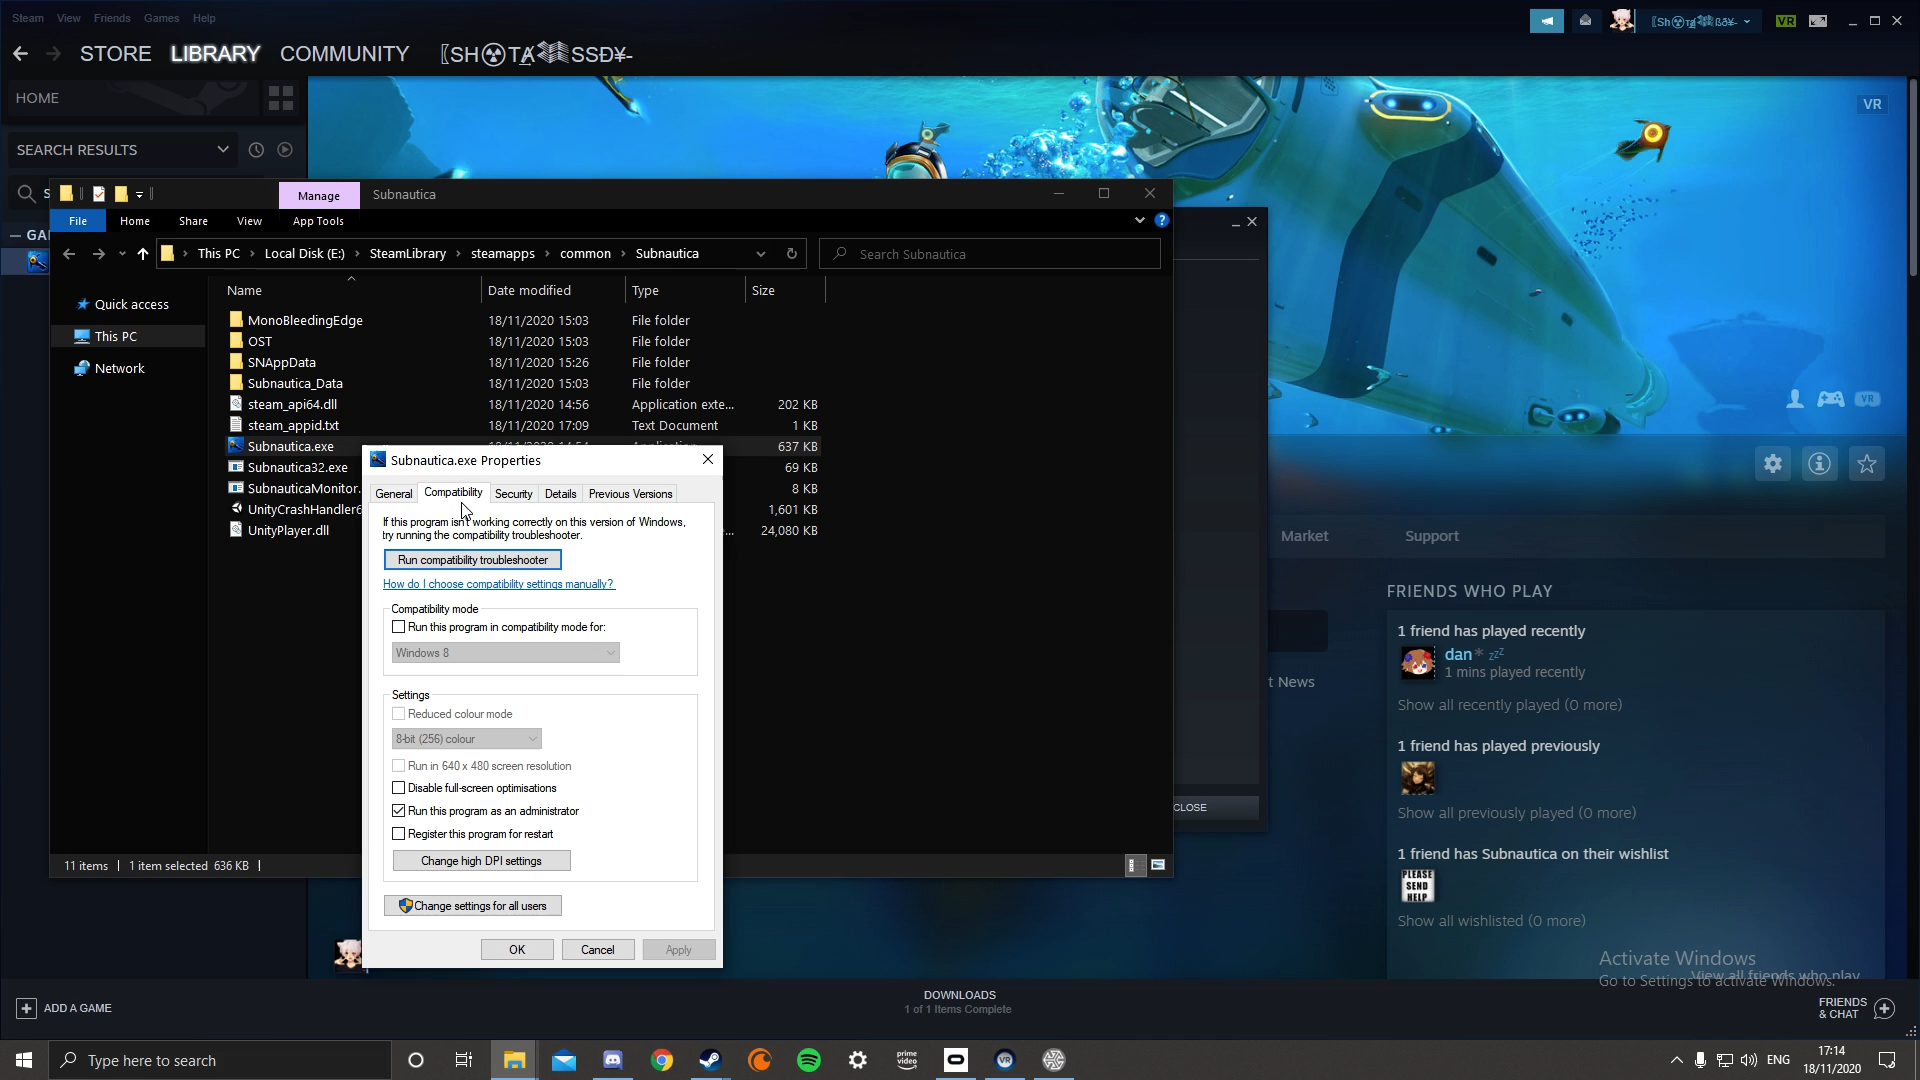 Steam View Friends Games Help
STORE LIBRARY COMMUNITY
VR
HOME
VR
SEARCH RESULTS
Manage Subnautica
File Home Share View App Tools
This PC > Local Disk (E:) > SteamLibrary > steamapps > common > Subnautica
Search Subnautica
Name Date modified Type Size
Quick access
This PC
Network
MonoBleedingEdge 18/11/2020 15:03 File folder
OST 18/11/2020 15:03 File folder
SNAppData 18/11/2020 15:26 File folder
Subnautica_Data 18/11/2020 15:03 File folder
steam_api64.dll 18/11/2020 14:56 Application exte... 202 KB
steam_appid.txt 18/11/2020 17:09 Text Document 1 KB
Subnautica.exe 637 KB
Subnautica32.exe 69 KB
SubnauticaMonitor. 8 KB
UnityCrashHandler6 1,601 KB
UnityPlayer.dll ... 24,080 KB
11 items 1 item selected 636 KB
Subnautica.exe Properties
General Compatibility Security Details Previous Versions
If this program isn't working correctly on this version of Windows,
try running the compatibility troubleshooter.
Run compatibility troubleshooter
How do I choose compatibility settings manually?
Compatibility mode
Run this program in compatibility mode for:
Windows 8
Settings
Reduced colour mode
8-bit (256) colour
Run in 640 x 480 screen resolution
Disable full-screen optimisations
Run this program as an administrator
Register this program for restart
Change high DPI settings
Change settings for all users
OK Cancel Apply
CLOSE
VR
Market Support
t News
FRIENDS WHO PLAY
1 friend has played recently
dan* zzZ
1 mins played recently
Show all recently played (0 more)
1 friend has played previously
Show all previously played (0 more)
1 friend has Subnautica on their wishlist
PLEASE
SEND
HELP
Show all wishlisted (0 more)
View all friends who play
Activate Windows
Go to Settings to activate Windows.
ADD A GAME
DOWNLOADS
1 of 1 Items Complete
FRIENDS
& CHAT
Type here to search
prime
video
VR
ENG
17:14
18/11/2020